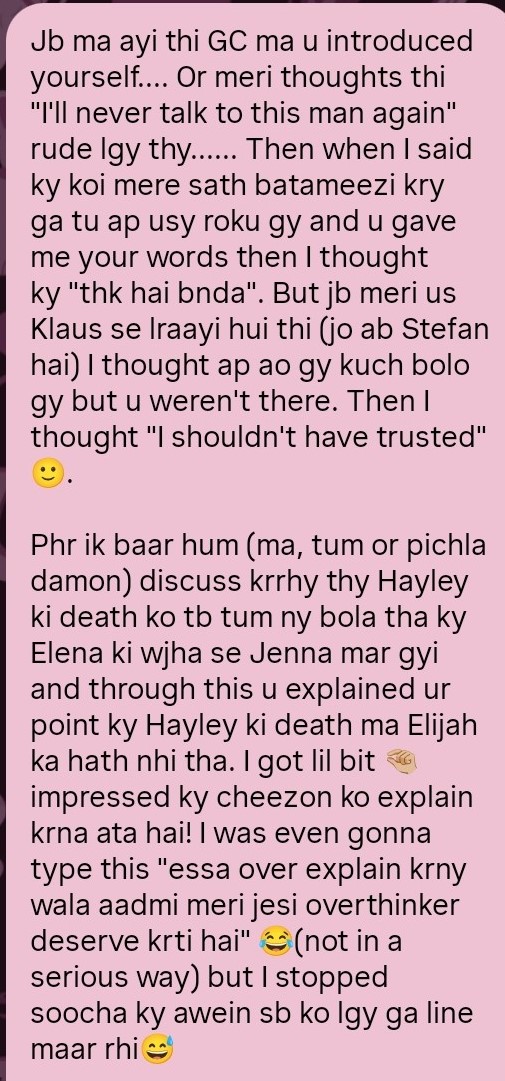 Jb ma ayi thi GC ma u introduced
yourself.... Or meri thoughts thi
"I'll never talk to this man again"
rude lgy thy...... Then when I said
ky koi mere sath batameezi kry
ga tu ap usy roku gy and u gave
me your words then I thought
ky "thk hai bnda". But jb meri us
Klaus se lraayi hui thi (jo ab Stefan
hai) I thought ap ao gy kuch bolo
gy but u weren't there. Then I
thought "I shouldn't have trusted"
🙂.
Phr ik baar hum (ma, tum or pichla
damon) discuss krrhy thy Hayley
ki death ko tb tum ny bola tha ky
Elena ki wjha se Jenna mar gyi
and through this u explained ur
point ky Hayley ki death ma Elijah
ka hath nhi tha. I got lil bit 🤏🏼
impressed ky cheezon ko explain
krna ata hai! I was even gonna
type this "essa over explain krny
wala aadmi meri jesi overthinker
deserve krti hai" 😂(not in a
serious way) but I stopped
soocha ky awein sb ko lgy ga line
maar rhi😅